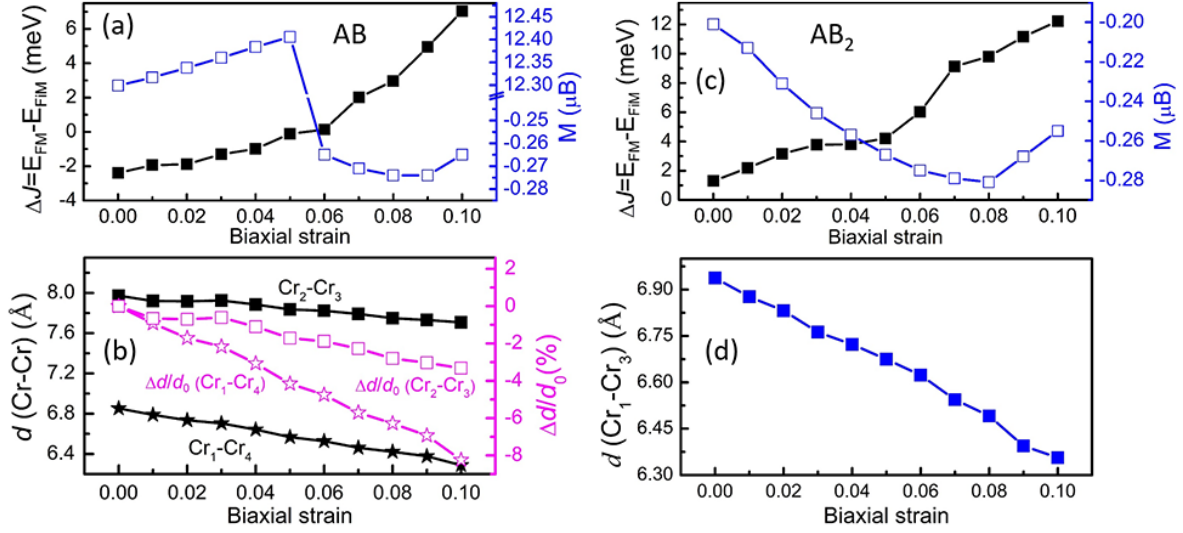 (a)
AB
ΔJ=E_FM-E_FiM (meV)
6
4
2
0
-2
-4
12.45
12.40
12.35
12.30
-0.26
-0.27
-0.28
M (μB)
0.00 0.02 0.04 0.06 0.08 0.10
Biaxial strain
(c)
AB₂
ΔJ=E_FM-E_FiM (meV)
12
10
8
6
4
2
0
-0.20
-0.22
-0.24
-0.26
-0.28
M (μB)
0.00 0.02 0.04 0.06 0.08 0.10
Biaxial strain
(b)
d (Cr-Cr) (Å)
8.0
7.6
7.2
6.8
6.4
Cr₂-Cr₃
Δd/d₀ (Cr₁-Cr₄)
Δd/d₀ (Cr₂-Cr₃)
Cr₁-Cr₄
2
0
-2
-4
-6
-8
Δd/d₀(%)
0.00 0.02 0.04 0.06 0.08 0.10
Biaxial strain
(d)
d (Cr₁-Cr₃) (Å)
6.90
6.75
6.60
6.45
6.30
0.00 0.02 0.04 0.06 0.08 0.10
Biaxial strain